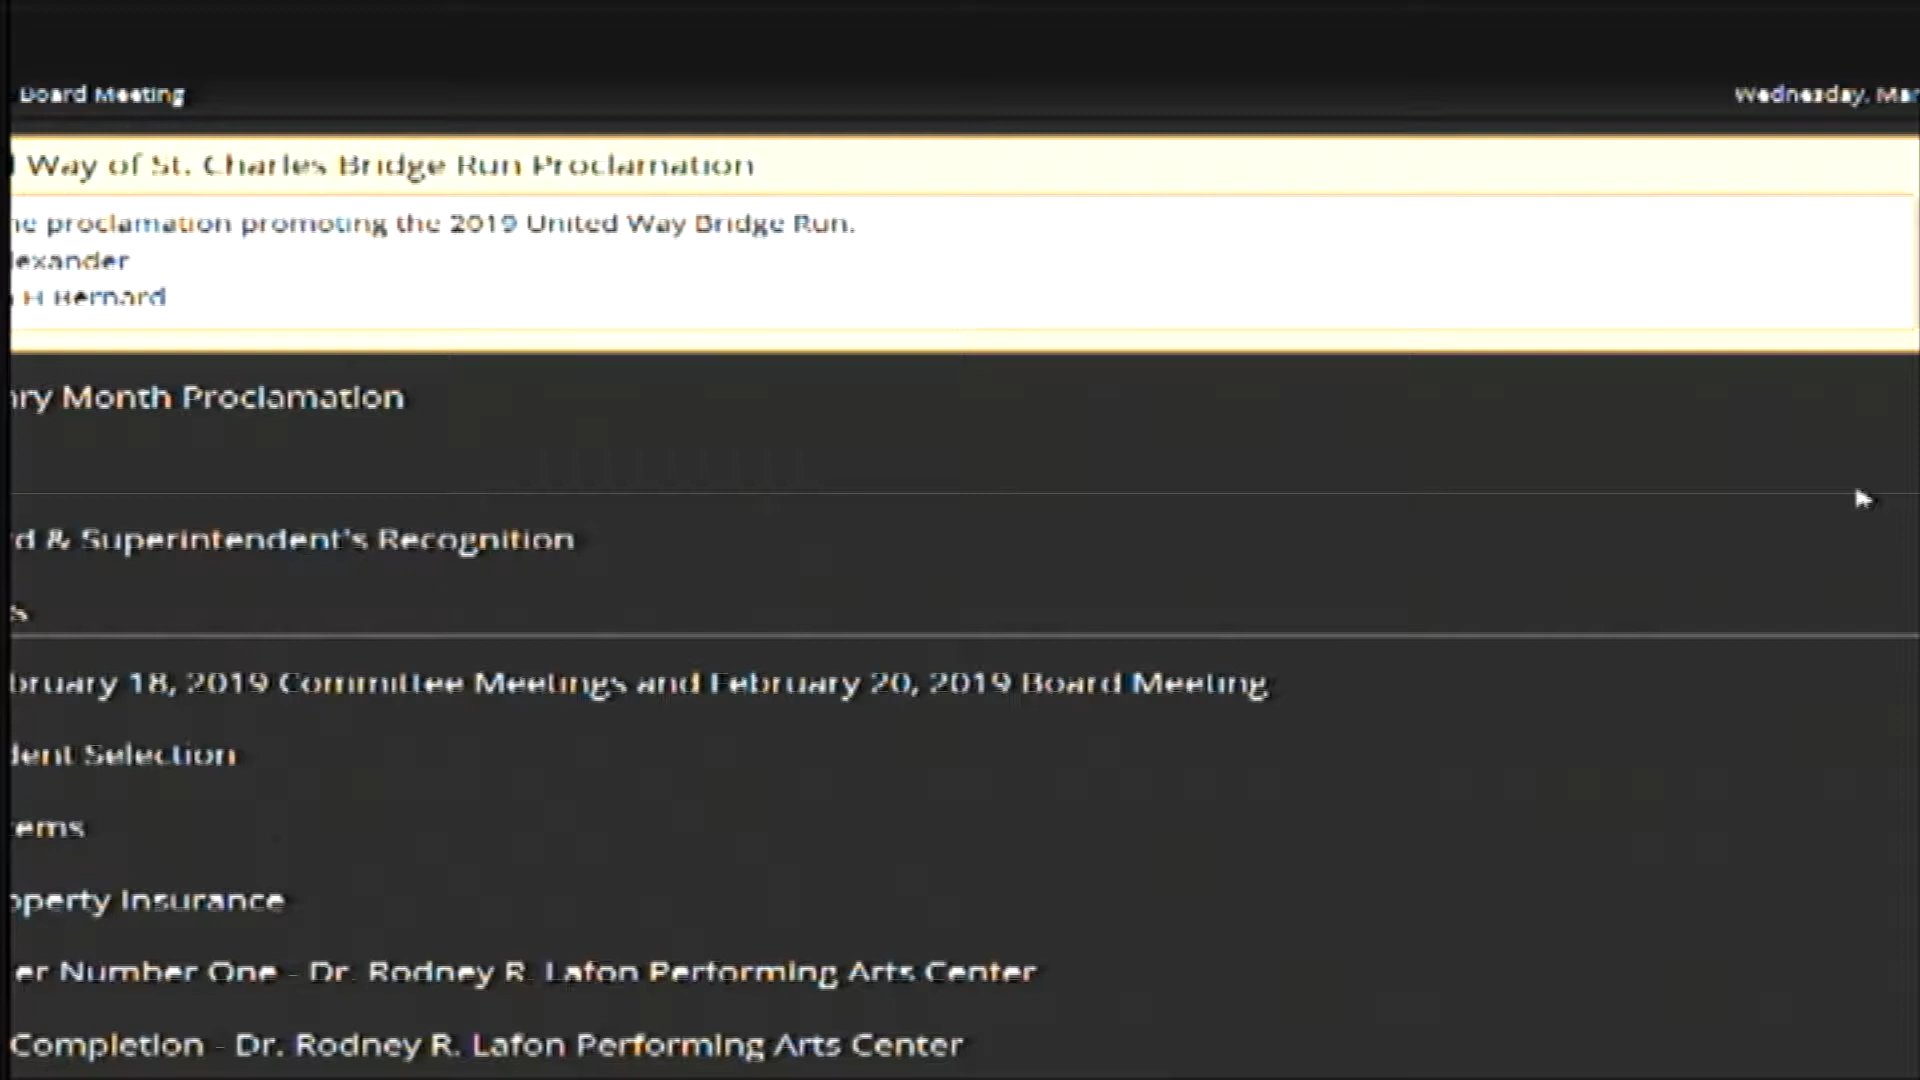 Board Meeting
Wednesday, Mar
Way of St. Charles Bridge Run Proclamation
proclamation promoting the 2019 United Way Bridge Run.
lexander
H Bernard
ry Month Proclamation
d & Superintendent's Recognition
s
bruary 18, 2019 Committee Meetings and February 20, 2019 Board Meeting
dent Selection
ems
operty Insurance
er Number One - Dr. Rodney R. Lafon Performing Arts Center
Completion - Dr. Rodney R. Lafon Performing Arts Center